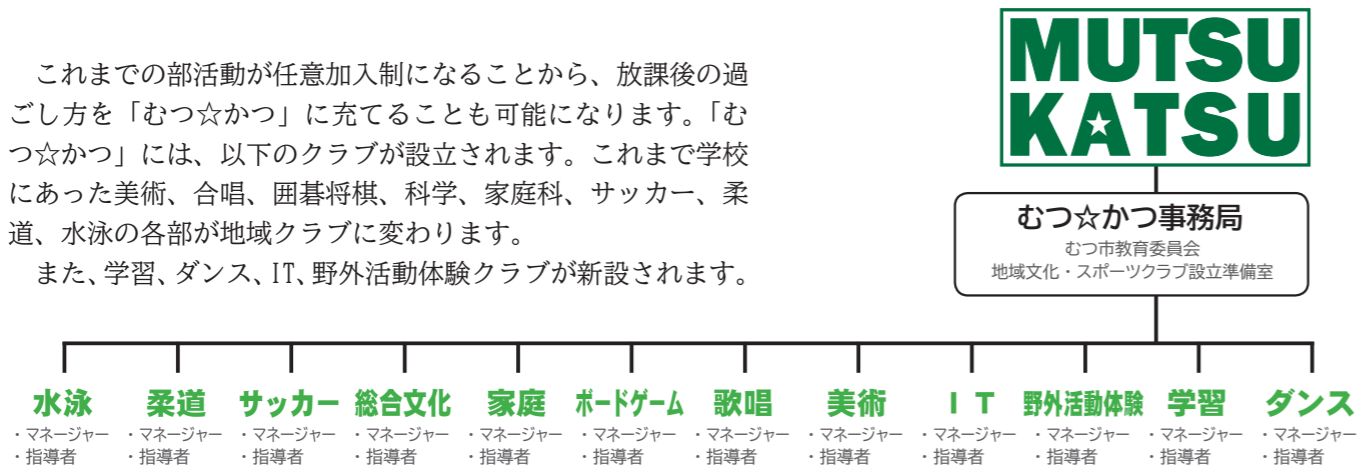 これまでの部活動が任意加入制になることから、放課後の過
ごし方を「むつ☆かつ」に充てることも可能になります。「む
つ☆かつ」には、以下のクラブが設立されます。これまで学校
にあった美術、合唱、囲碁将棋、科学、家庭科、サッカー、柔
道、水泳の各部が地域クラブに変わります。
また、学習、ダンス、IT、野外活動体験クラブが新設されます。
MUTSU
KATSU
むつ☆かつ事務局
むつ市教育委員会
地域文化・スポーツクラブ設立準備室
水泳 柔道 サッカー 総合文化 家庭 ボードゲーム 歌唱 美術 IT 野外活動体験 学習 ダンス
・マネージャー ・マネージャー ・マネージャー ・マネージャー ・マネージャー ・マネージャー ・マネージャー ・マネージャー ・マネージャー ・マネージャー ・マネージャー ・マネージャー
・指導者 ・指導者 ・指導者 ・指導者 ・指導者 ・指導者 ・指導者 ・指導者 ・指導者 ・指導者 ・指導者 ・指導者